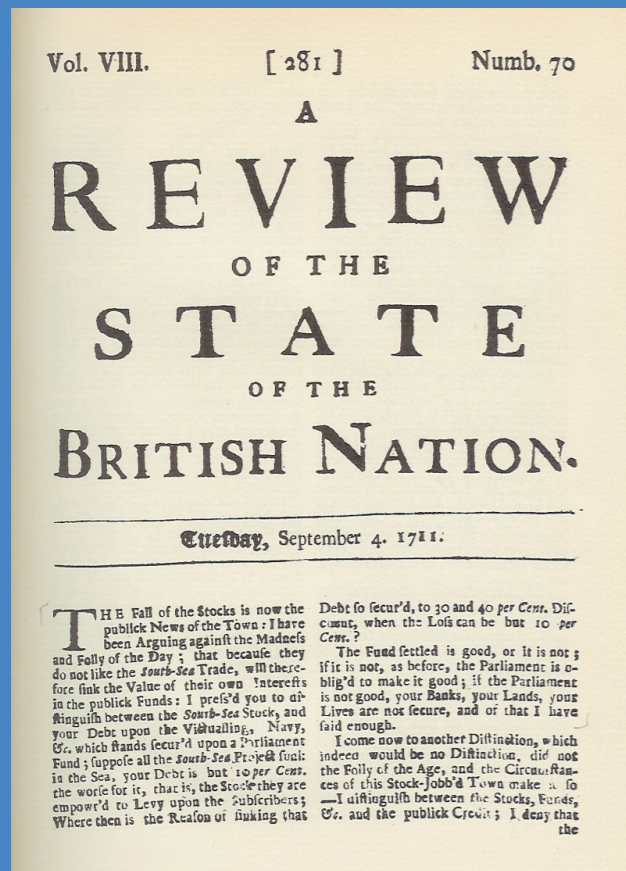 Vol. VIII.
[ 281 ]
Numb. 70
A
REVIEW
OF THE
STATE
OF THE
BRITISH NATION.
Tueſday, September 4. 1711.
THE Fall of the Stocks is now the
publick News of the Town: I have
been Arguing againſt the Madneſs
and Folly of the Day; that becauſe they
do not like the South-Sea Trade, will there-
fore ſink the Value of their own Intereſts
in the publick Funds: I preſs'd you to di-
ſtinguiſh between the South-Sea Stock, and
your Debt upon the Victualling, Navy,
&c. which ſtands ſecur'd upon a Parliament
Fund; ſuppoſe all the South-Sea Project ſunk
in the Sea, your Debt is but 10 per Cent.
the worſe for it, that is, the Stock they are
empowr'd to Levy upon the Subſcribers;
Where then is the Reaſon of ſinking that
Debt ſo ſecur'd, to 30 and 40 per Cent. Diſ-
count, when the Loſs can be but 10 per
Cent.?
The Fund ſettled is good, or it is not;
if it is not, as before, the Parliament is o-
blig'd to make it good; if the Parliament
is not good, your Banks, your Lands, your
Lives are not ſecure, and of that I have
ſaid enough.
I come now to another Diſtinction, which
indeed would be no Diſtinction, did not
the Folly of the Age, and the Circumſtan-
ces of this Stock-Jobb'd Town make it ſo
—I diſtinguiſh between the Stocks, Funds,
&c. and the publick Credit; I deny that
the